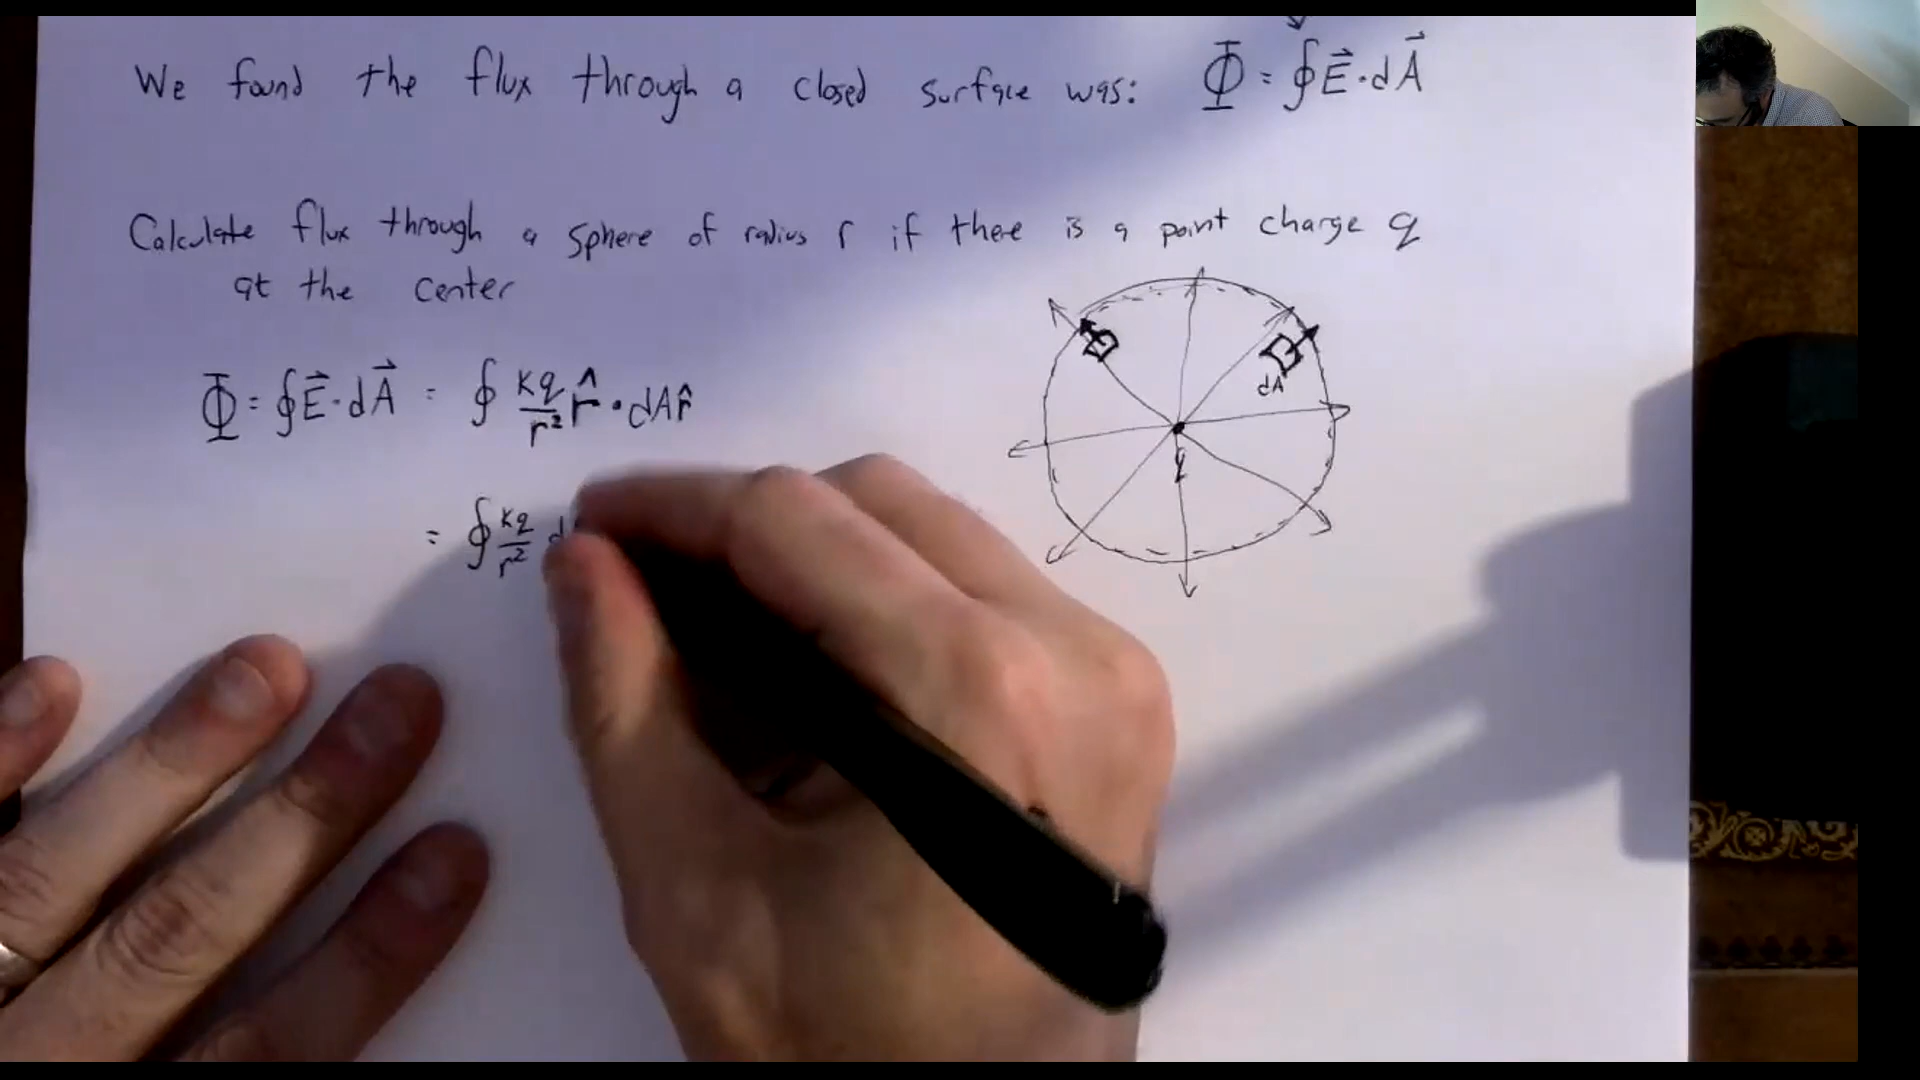 We found the flux through a closed surface was: Φ = ∮ E⃗ · dA⃗
Calculate flux through a sphere of radius r if there is a point charge q
at the center
Φ = ∮ E⃗ · dA⃗ = ∮ kq/r² r̂ · dA r̂
= ∮ kq/r² d
dA
q